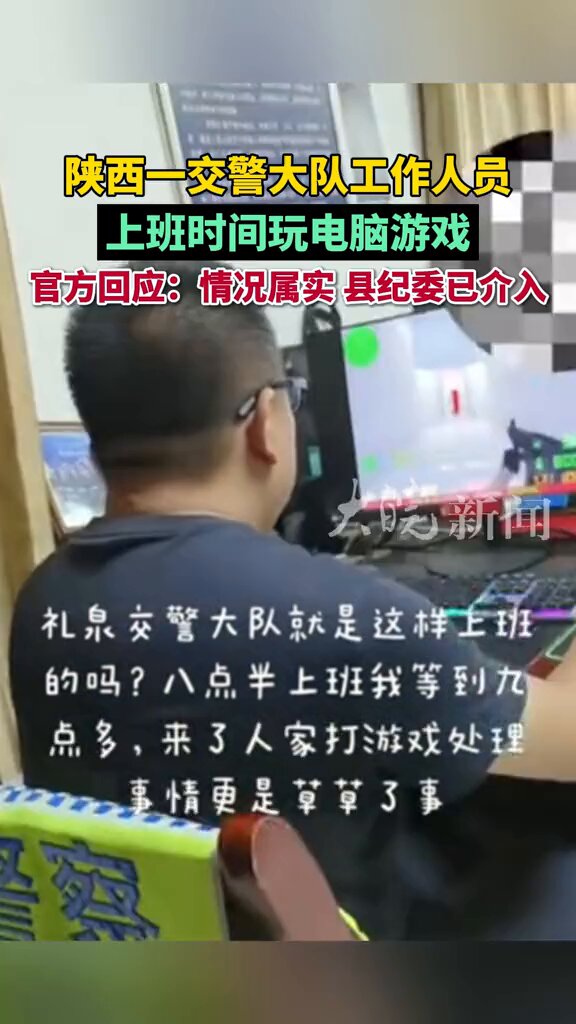 陕西一交警大队工作人员
上班时间玩电脑游戏
官方回应：情况属实 县纪委已介入
大皖新闻
礼泉交警大队就是这样上班
的吗？八点半上班我等到九
点多，来了人家打游戏处理
事情更是草草了事
警察